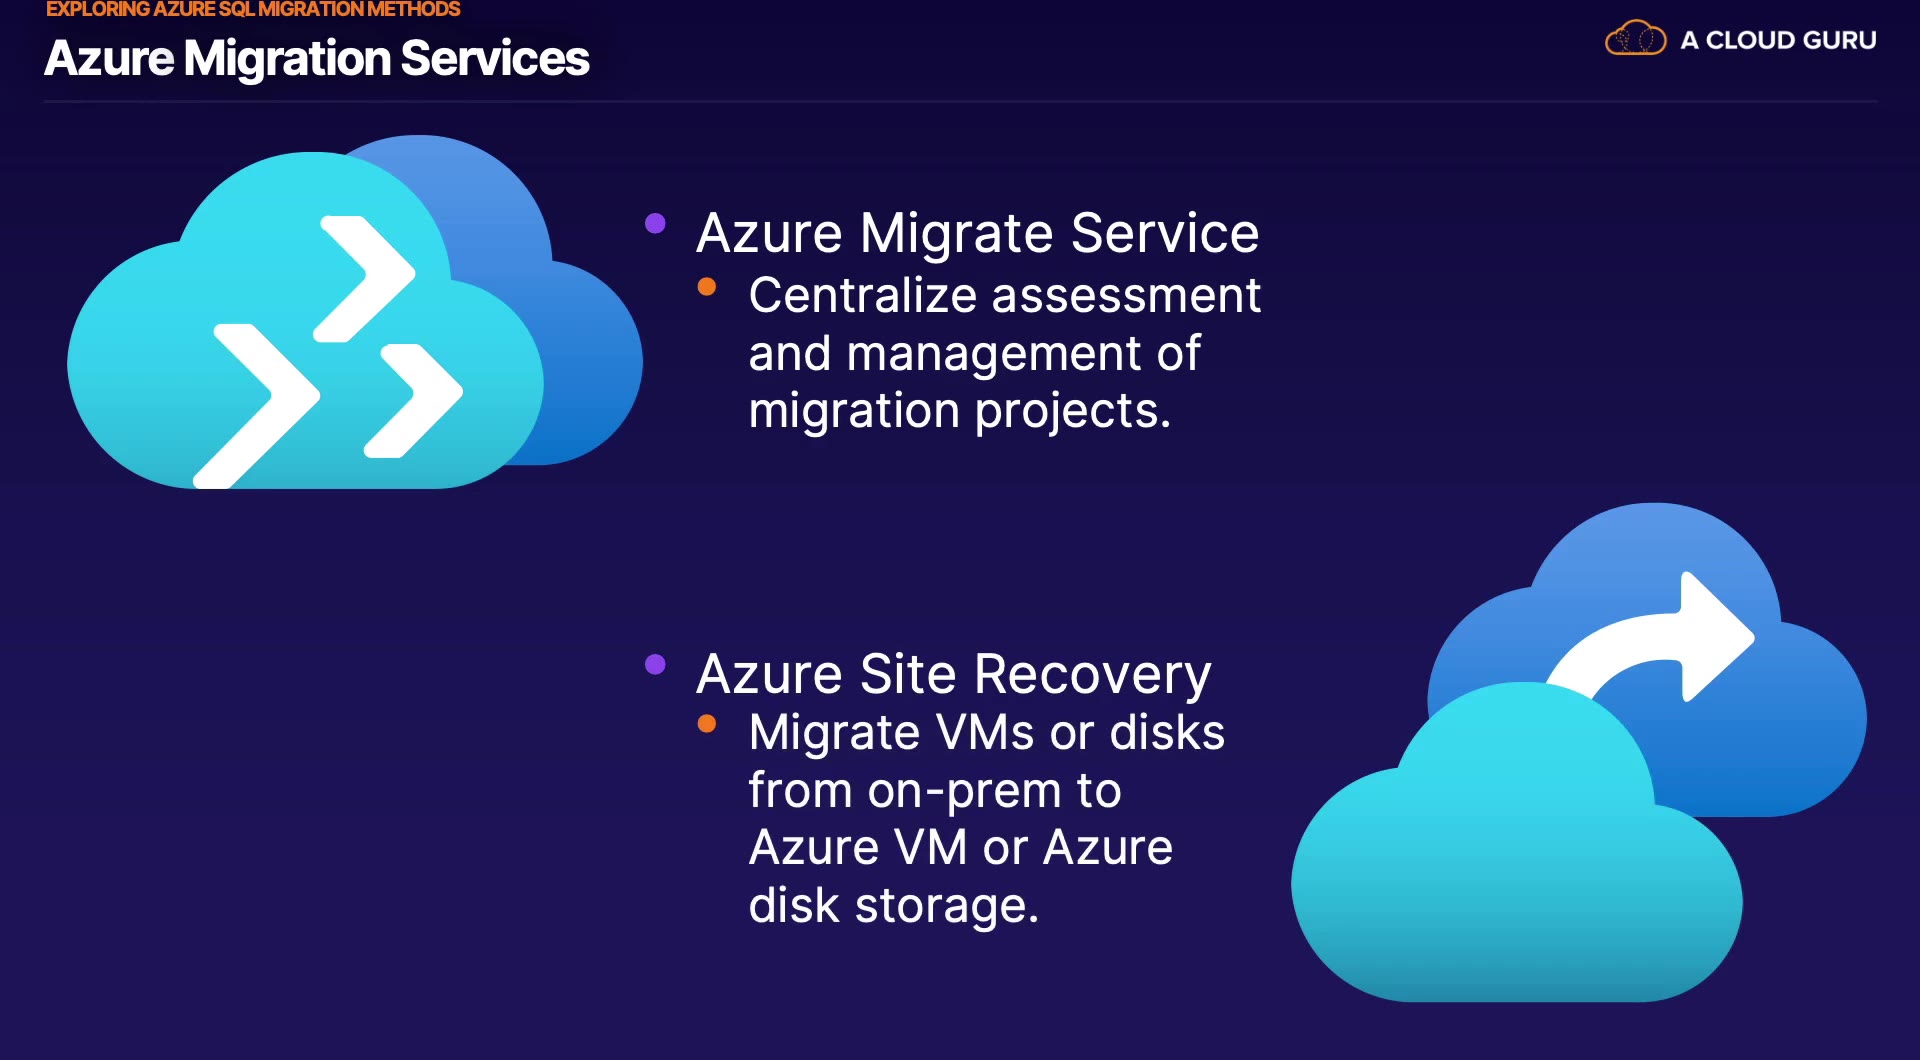 EXPLORING AZURE SQL MIGRATION METHODS
Azure Migration Services
A CLOUD GURU
Azure Migrate Service
Centralize assessment
and management of
migration projects.
Azure Site Recovery
Migrate VMs or disks
from on-prem to
Azure VM or Azure
disk storage.